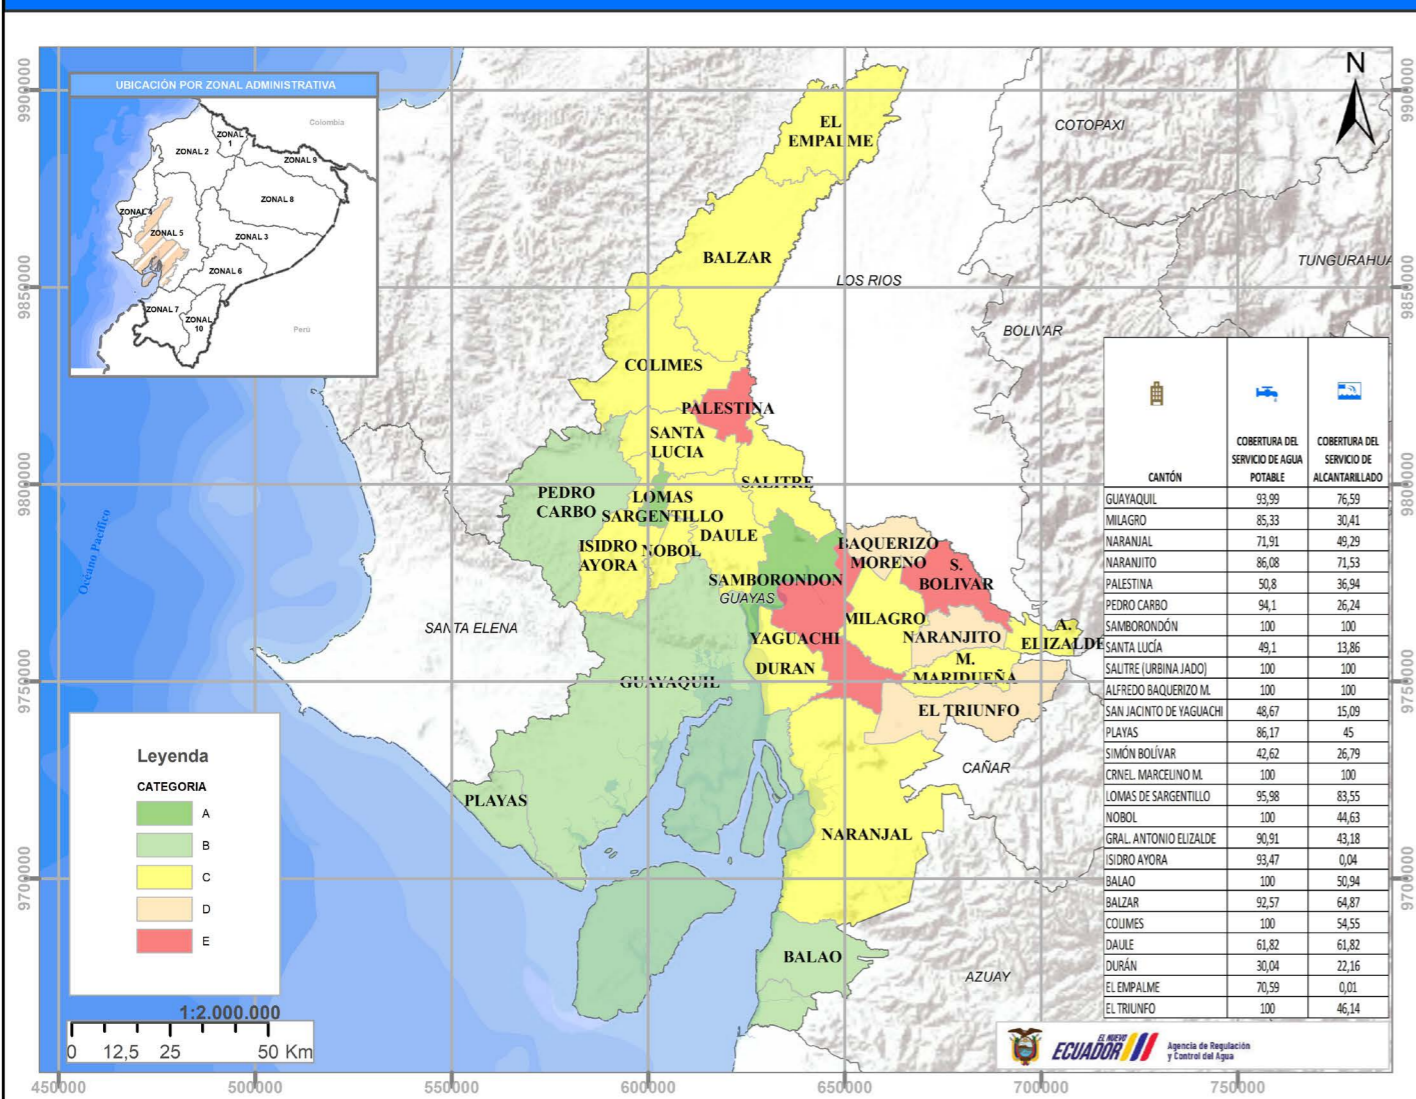 UBICACIÓN POR ZONAL ADMINISTRATIVA
Colombia
ZONAL
1
ZONAL 2
ZONAL 9
ZONAL 8
ZONAL 4
ZONAL 5
ZONAL 3
ZONAL 6
ZONAL 7
ZONAL
10
Perú
N
COTOPAXI
TUNGURAHUA
LOS RIOS
BOLIVAR
SANTA ELENA
GUAYAS
CAÑAR
AZUAY
Océano Pacífico
EL
EMPALME
BALZAR
COLIMES
PALESTINA
SANTA
LUCIA
SALITRE
PEDRO
CARBO
LOMAS
SARGENTILLO
DAULE
ISIDRO
AYORA
NOBOL
BAQUERIZO
MORENO
S.
BOLIVAR
SAMBORONDON
MILAGRO
NARANJITO
A.
ELIZALDE
YAGUACHI
DURAN
M.
MARIDUEÑA
GUAYAQUIL
EL TRIUNFO
PLAYAS
NARANJAL
BALAO
CANTÓN
COBERTURA DEL
SERVICIO DE AGUA
POTABLE
COBERTURA DEL
SERVICIO DE
ALCANTARILLADO
GUAYAQUIL 93,99 76,59
MILAGRO 85,33 30,41
NARANJAL 71,91 49,29
NARANJITO 86,08 71,53
PALESTINA 50,8 36,94
PEDRO CARBO 94,1 26,24
SAMBORONDÓN 100 100
SANTA LUCÍA 49,1 13,86
SALITRE (URBINA JADO) 100 100
ALFREDO BAQUERIZO M. 100 100
SAN JACINTO DE YAGUACHI 48,67 15,09
PLAYAS 86,17 45
SIMÓN BOLÍVAR 42,62 26,79
CRNEL. MARCELINO M. 100 100
LOMAS DE SARGENTILLO 95,98 83,55
NOBOL 100 44,63
GRAL. ANTONIO ELIZALDE 90,91 43,18
ISIDRO AYORA 93,47 0,04
BALAO 100 50,94
BALZAR 92,57 64,87
COLIMES 100 54,55
DAULE 61,82 61,82
DURÁN 30,04 22,16
EL EMPALME 70,59 0,01
EL TRIUNFO 100 46,14
Leyenda
CATEGORIA
A
B
C
D
E
1:2.000.000
0 12,5 25 50 Km
EL NUEVO
ECUADOR
Agencia de Regulación
y Control del Agua
9900000 9900000
9850000 9850000
9800000 9800000
9750000 9750000
9700000 9700000
450000 500000 550000 600000 650000 700000 750000